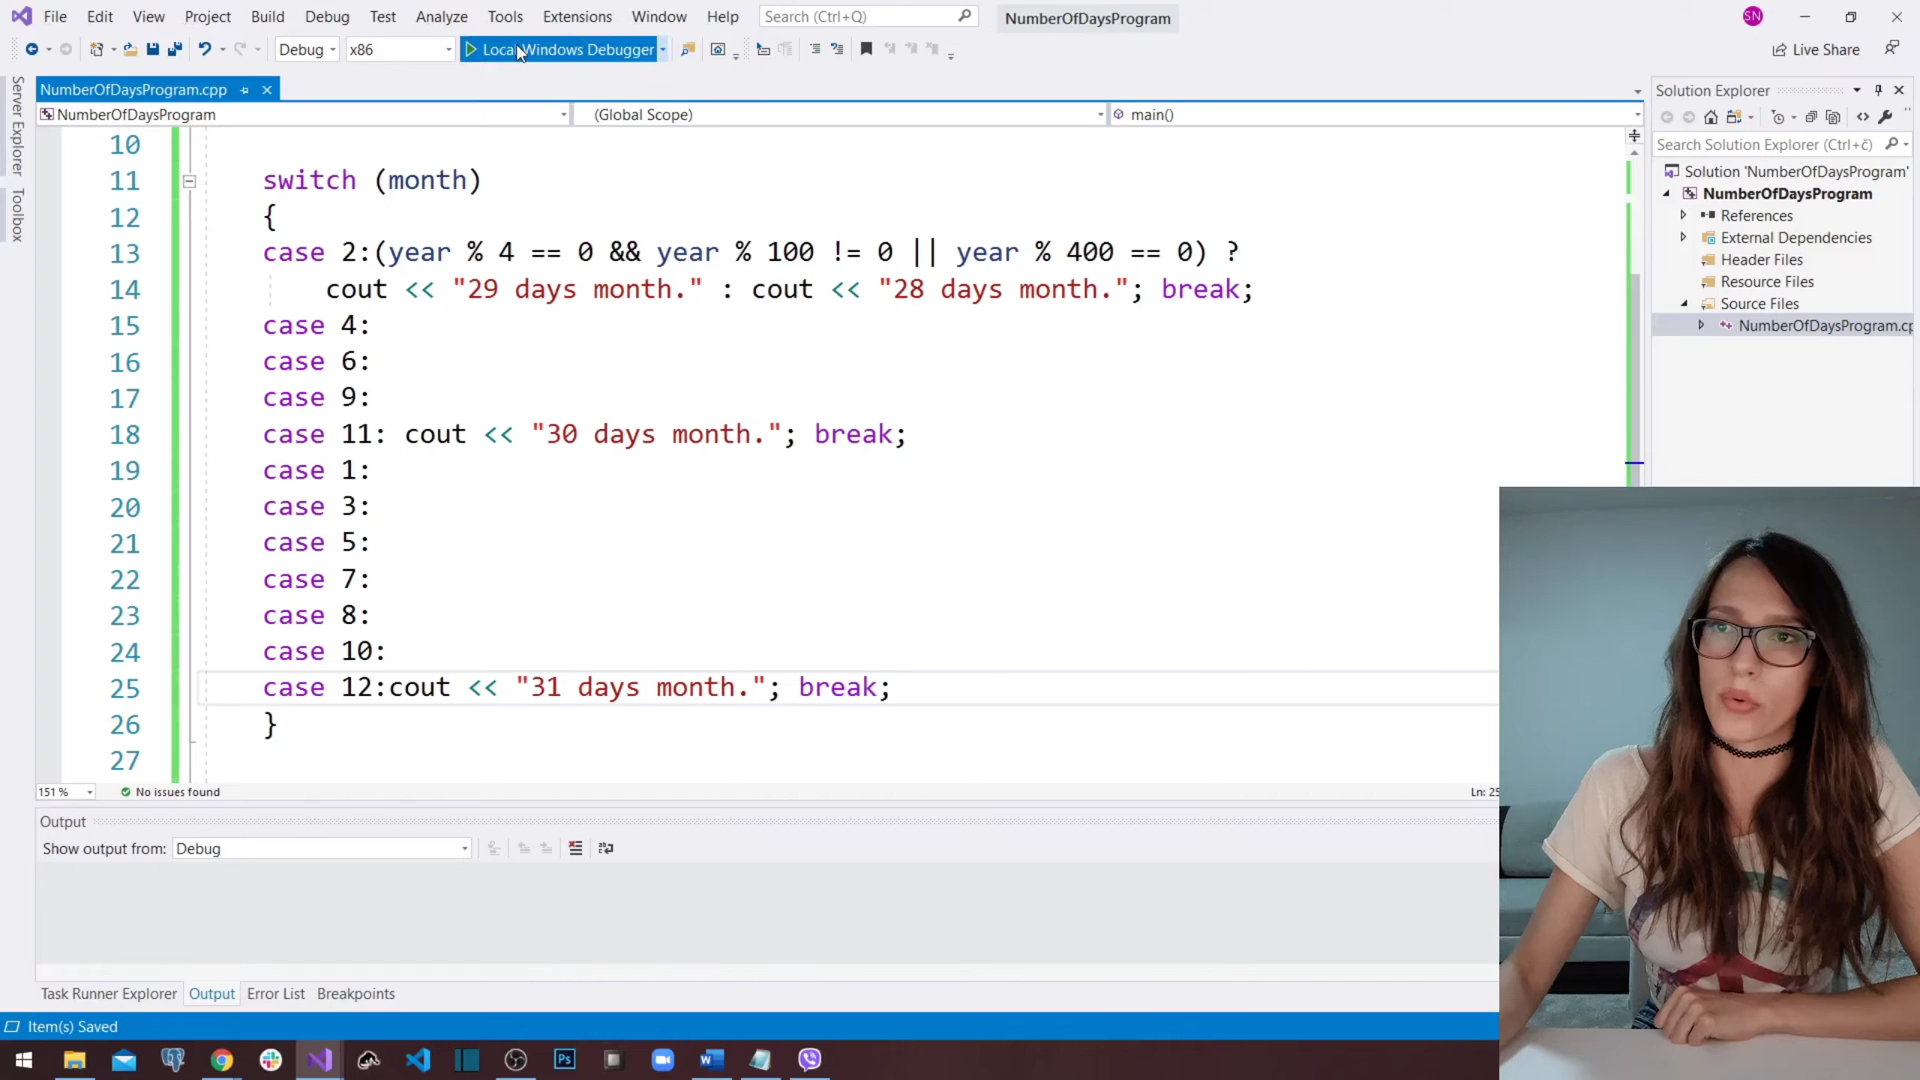 File Edit View Project Build Debug Test Analyze Tools Extensions Window Help Search (Ctrl+Q) NumberOfDaysProgram SN
Debug x86 Local Windows Debugger Live Share
Server Explorer
Toolbox
NumberOfDaysProgram.cpp
NumberOfDaysProgram (Global Scope) main()
10
11 switch (month)
12 {
13 case 2:(year % 4 == 0 && year % 100 != 0 || year % 400 == 0) ?
14 cout << "29 days month." : cout << "28 days month."; break;
15 case 4:
16 case 6:
17 case 9:
18 case 11: cout << "30 days month."; break;
19 case 1:
20 case 3:
21 case 5:
22 case 7:
23 case 8:
24 case 10:
25 case 12:cout << "31 days month."; break;
26 }
27
151 % No issues found Ln: 25
Output
Show output from: Debug
Task Runner Explorer Output Error List Breakpoints
Item(s) Saved
Solution Explorer
Search Solution Explorer (Ctrl+č)
Solution 'NumberOfDaysProgram'
NumberOfDaysProgram
References
External Dependencies
Header Files
Resource Files
Source Files
NumberOfDaysProgram.cp
Ps